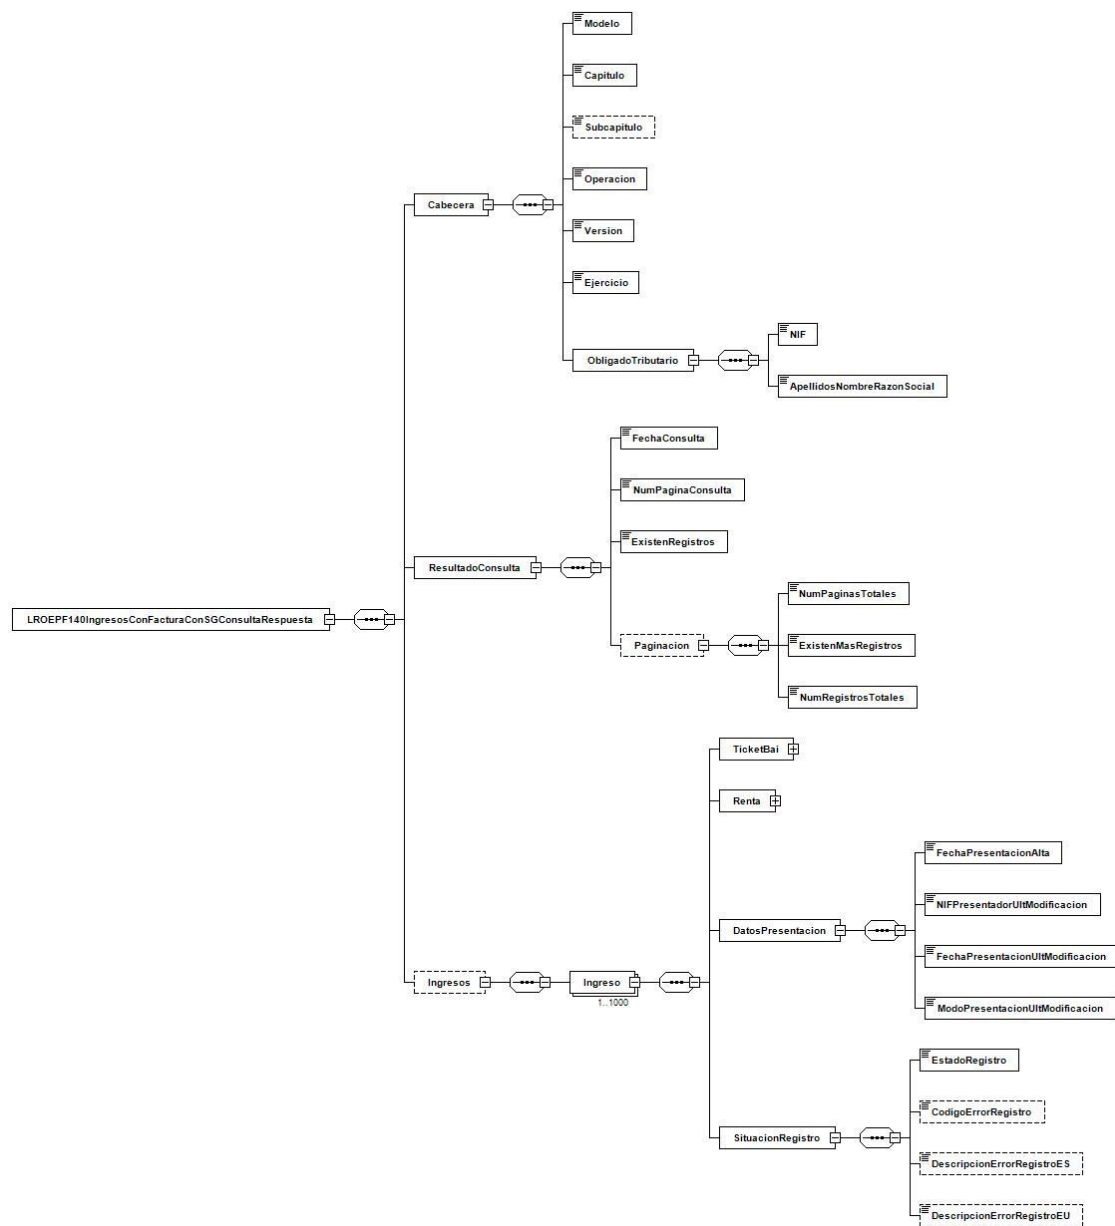 Modelo
Capitulo
Subcapitulo
Operacion
Cabecera
Version
Ejercicio
NIF
ObligadoTributario
ApellidosNombreRazonSocial
FechaConsulta
NumPaginaConsulta
ExistenRegistros
ResultadoConsulta
NumPaginasTotales
LROEPF140IngresosConFacturaConSGConsultaRespuesta
Paginacion
ExistenMasRegistros
NumRegistrosTotales
TicketBai
Renta
FechaPresentacionAlta
NIFPresentadorUltModificacion
DatosPresentacion
FechaPresentacionUltModificacion
Ingresos
Ingreso
1..1000
ModoPresentacionUltModificacion
EstadoRegistro
CodigoErrorRegistro
SituacionRegistro
DescripcionErrorRegistroES
DescripcionErrorRegistroEU